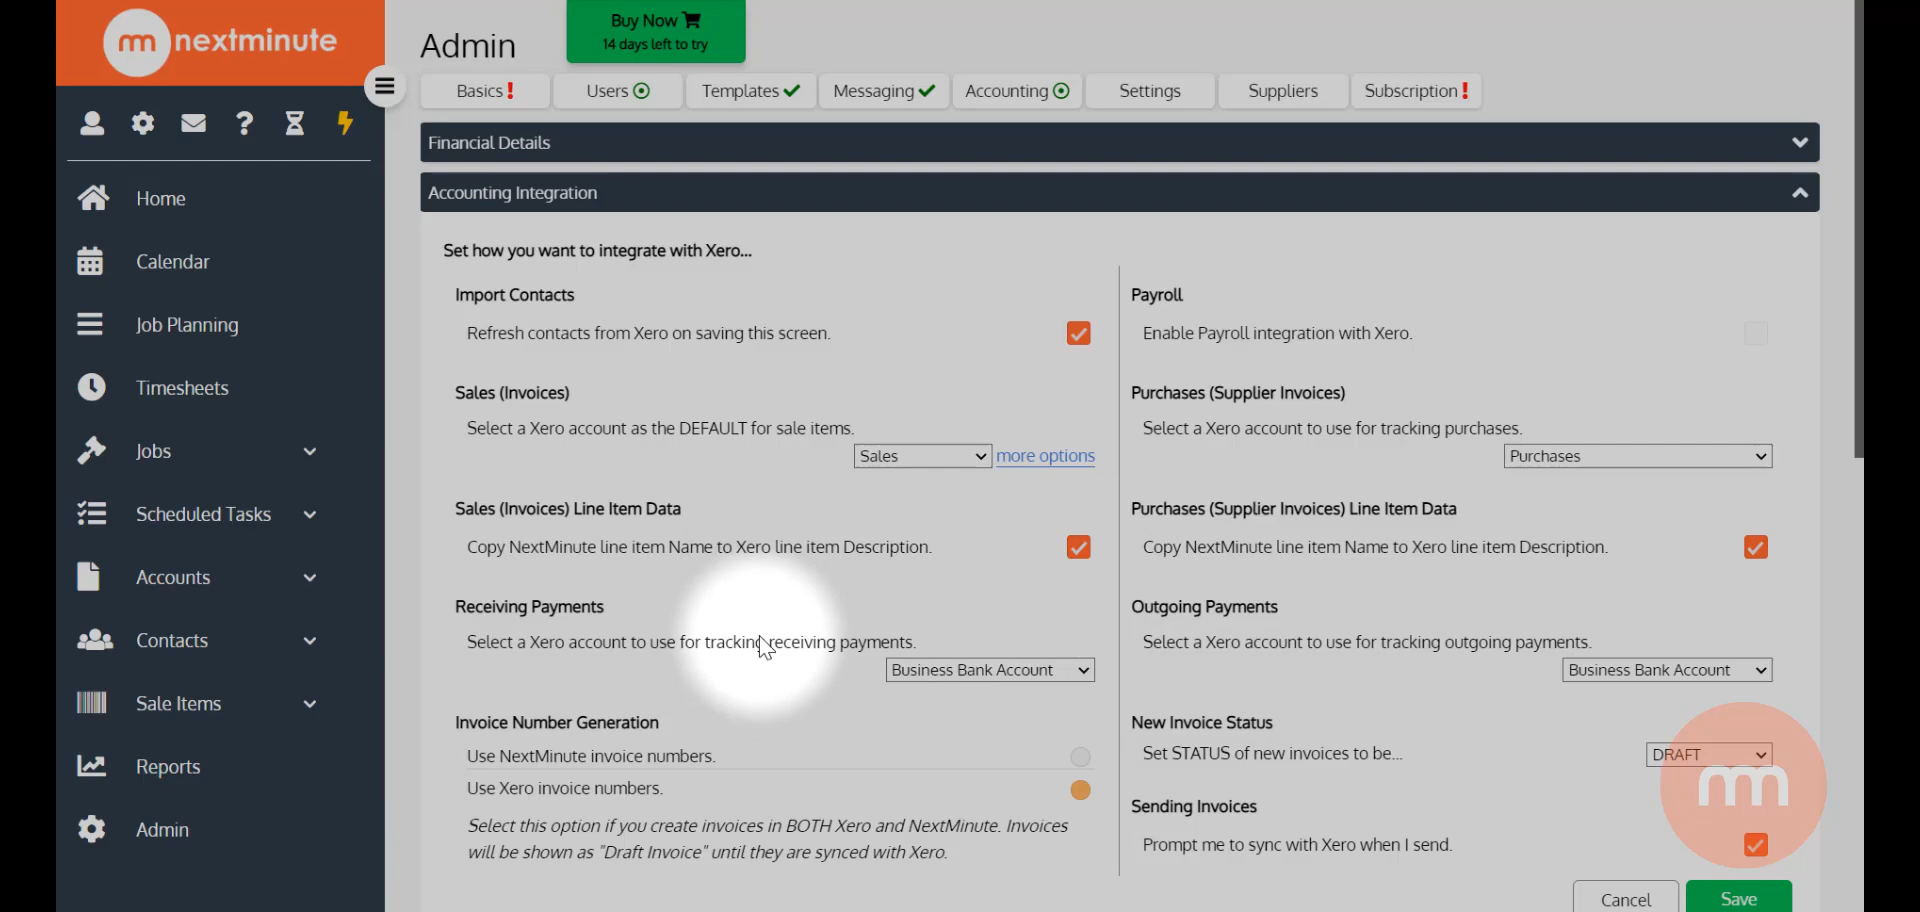 nextminute
Home
Calendar
Job Planning
Timesheets
Jobs
Scheduled Tasks
Accounts
Contacts
Sale Items
Reports
Admin
Admin
Buy Now
14 days left to try
Basics !
Users
Templates
Messaging
Accounting
Settings
Suppliers
Subscription !
Financial Details
Accounting Integration
Set how you want to integrate with Xero...
Import Contacts
Refresh contacts from Xero on saving this screen.
Sales (Invoices)
Select a Xero account as the DEFAULT for sale items.
Sales more options
Sales (Invoices) Line Item Data
Copy NextMinute line item Name to Xero line item Description.
Receiving Payments
Select a Xero account to use for tracking receiving payments.
Business Bank Account
Invoice Number Generation
Use NextMinute invoice numbers.
Use Xero invoice numbers.
Select this option if you create invoices in BOTH Xero and NextMinute. Invoices
will be shown as "Draft Invoice" until they are synced with Xero.
Payroll
Enable Payroll integration with Xero.
Purchases (Supplier Invoices)
Select a Xero account to use for tracking purchases.
Purchases
Purchases (Supplier Invoices) Line Item Data
Copy NextMinute line item Name to Xero line item Description.
Outgoing Payments
Select a Xero account to use for tracking outgoing payments.
Business Bank Account
New Invoice Status
Set STATUS of new invoices to be...
DRAFT
Sending Invoices
Prompt me to sync with Xero when I send.
Cancel
Save